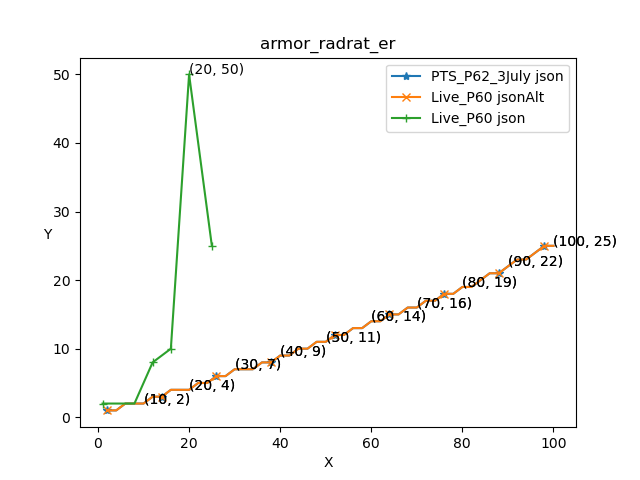 armor_radrat_er
PTS_P62_3July json
Live_P60 jsonAlt
Live_P60 json
(20, 50)
(100, 25)
(90, 22)
(80, 19)
(70, 16)
(60, 14)
(50, 11)
(40, 9)
(30, 7)
(20, 4)
(10, 2)
Y
50
40
30
20
10
0
0 20 40 60 80 100
X